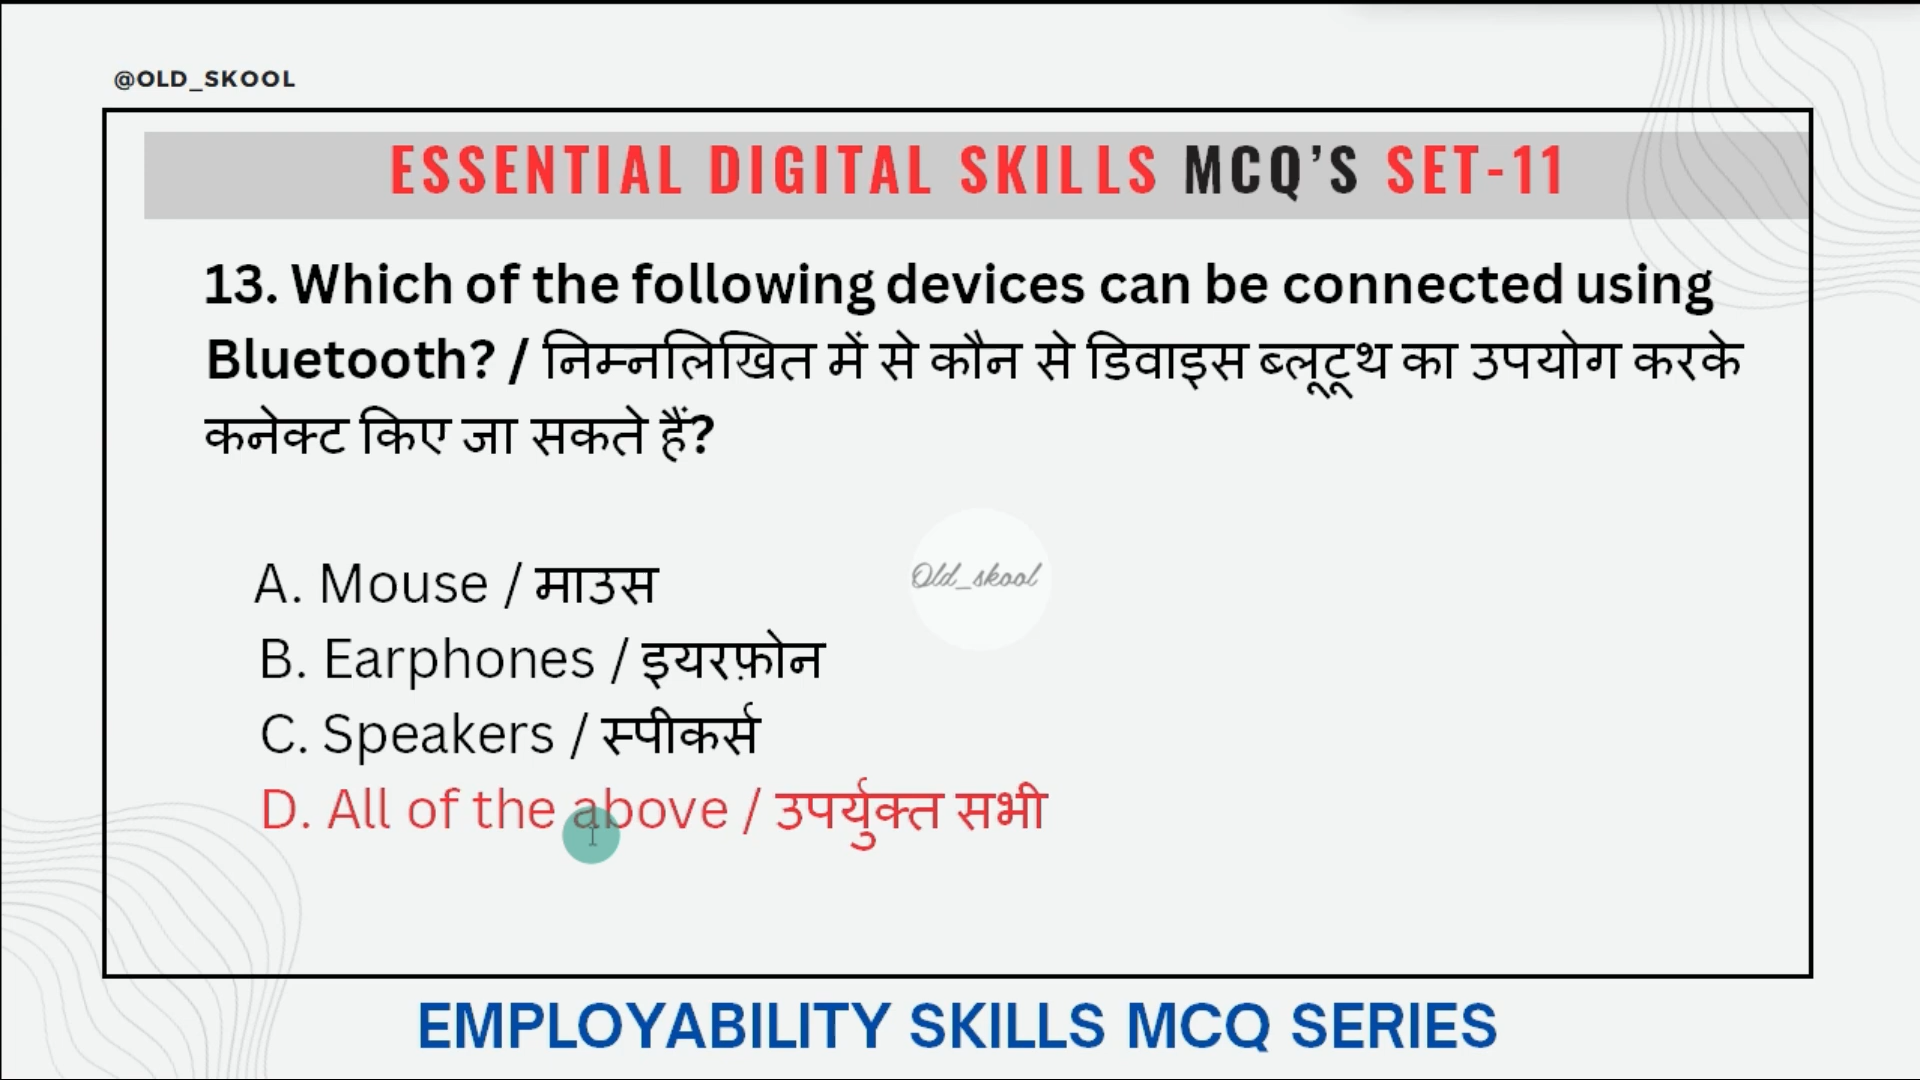 @OLD_SKOOL
ESSENTIAL DIGITAL SKILLS MCQ'S SET-11
13. Which of the following devices can be connected using
Bluetooth? / निम्नलिखित में से कौन से डिवाइस ब्लूटूथ का उपयोग करके
कनेक्ट किए जा सकते हैं?
Old_skool
A. Mouse / माउस
B. Earphones / इयरफ़ोन
C. Speakers / स्पीकर्स
D. All of the above / उपर्युक्त सभी
EMPLOYABILITY SKILLS MCQ SERIES